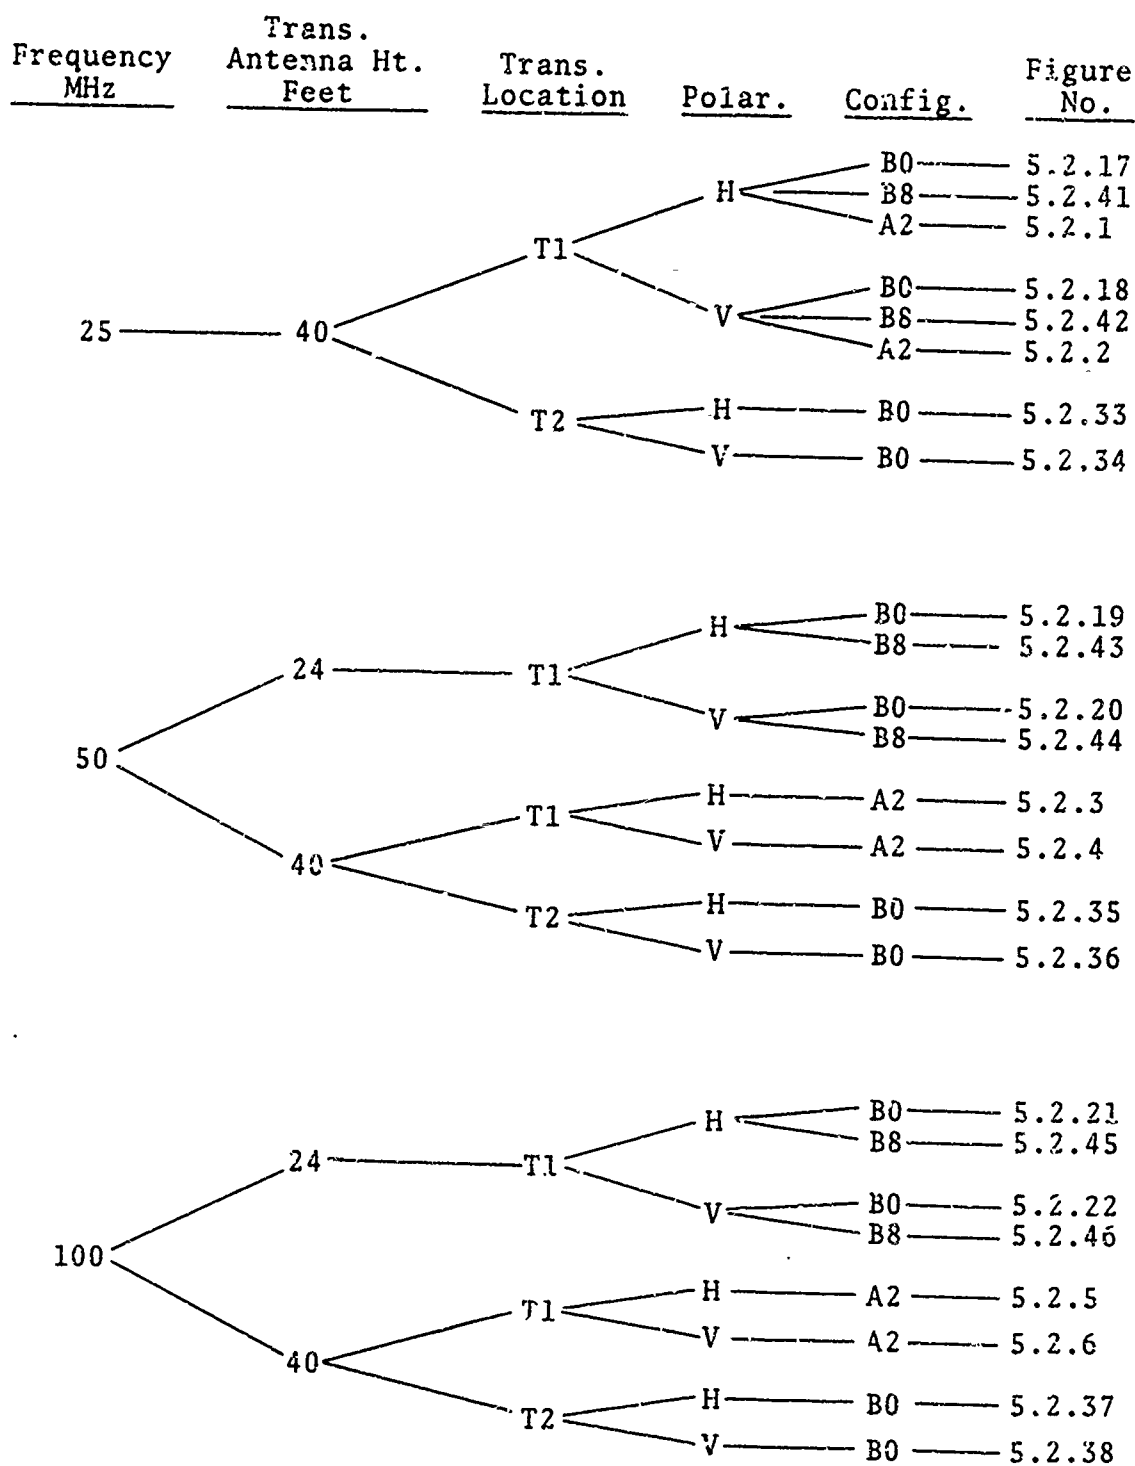 Frequency MHz
Trans. Antenna Ht. Feet
Trans. Location
Polar.
Config.
Figure No.
B0 5.2.17
H B8 5.2.41
A2 5.2.1
T1
B0 5.2.18
V B8 5.2.42
25 40
A2 5.2.2
T2 H B0 5.2.33
V B0 5.2.34
B0 5.2.19
H
B8 5.2.43
24 T1
V B0 5.2.20
B8 5.2.44
50
H A2 5.2.3
T1
V A2 5.2.4
40
T2 H B0 5.2.35
V B0 5.2.36
H B0 5.2.21
B8 5.2.45
24 T1
V B0 5.2.22
B8 5.2.46
100
H A2 5.2.5
T1
V A2 5.2.6
40
H B0 5.2.37
T2
V B0 5.2.38